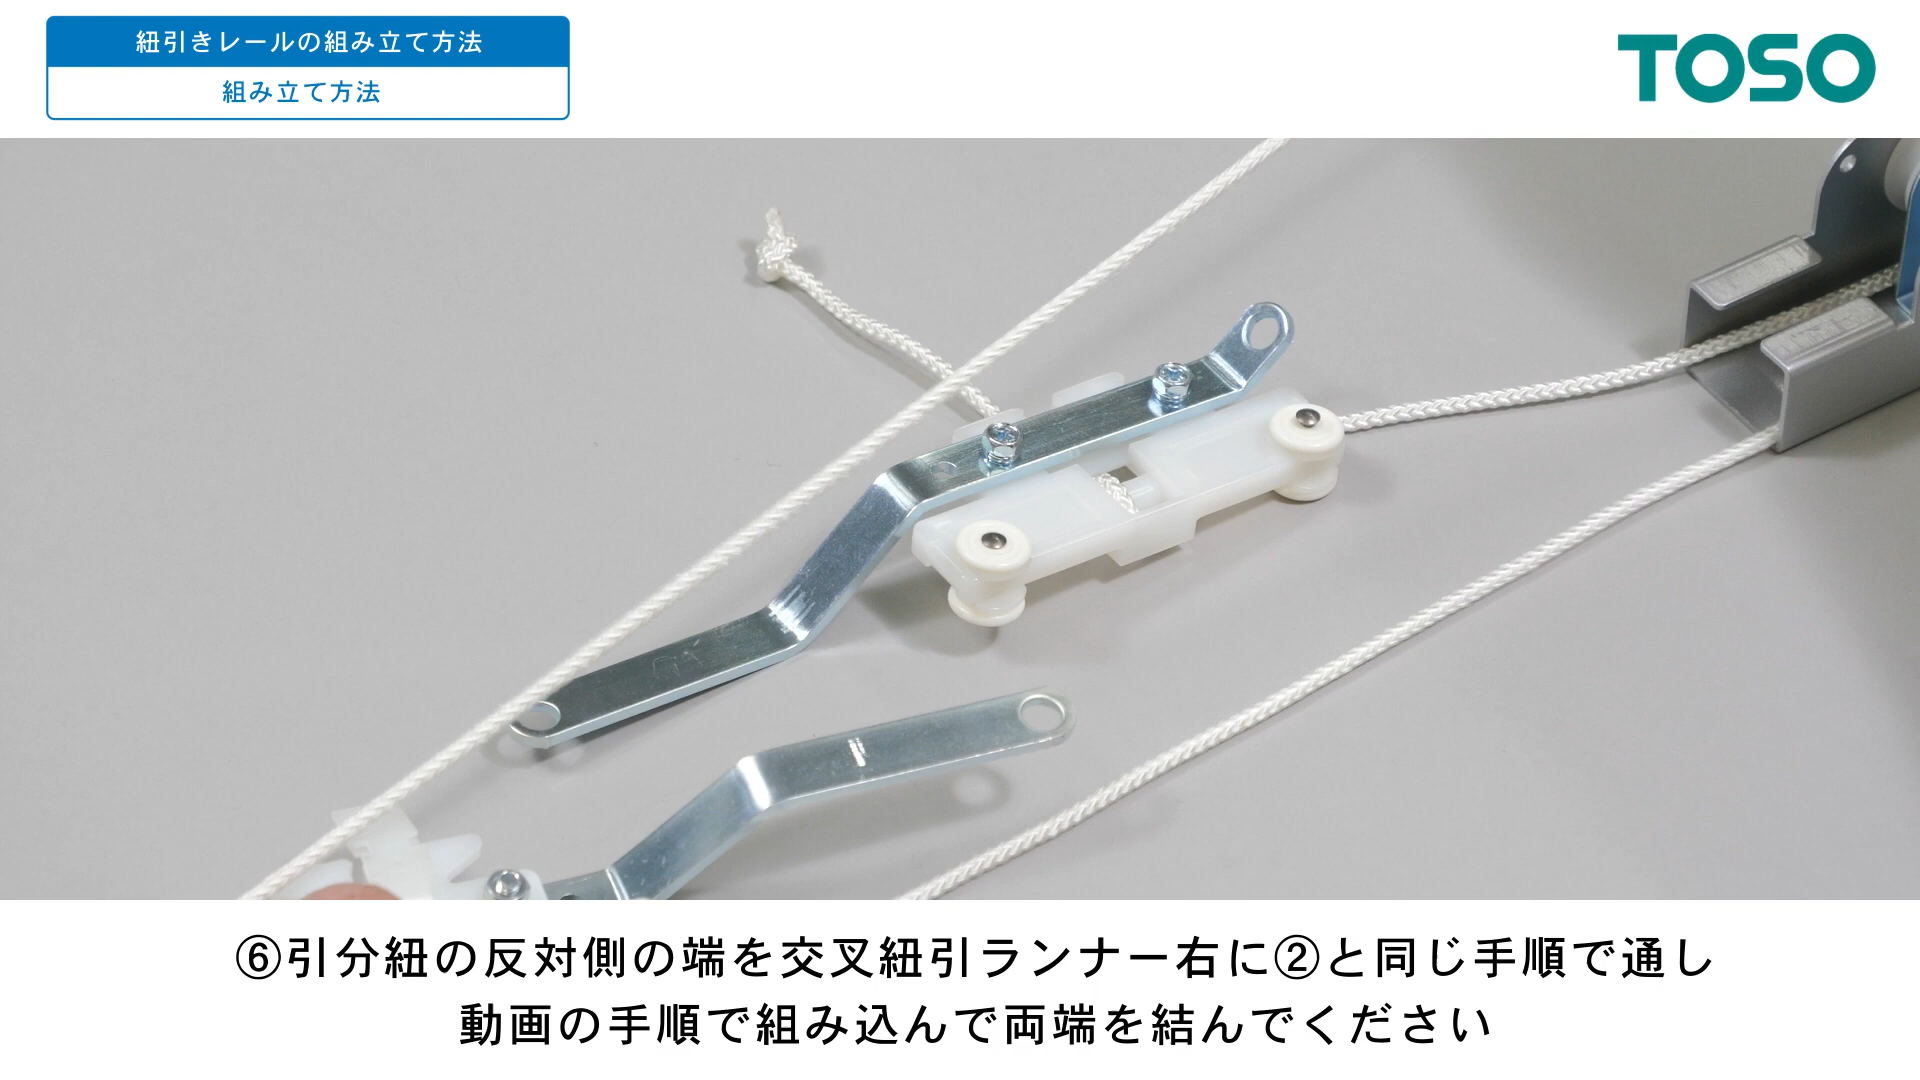 紐引きレールの組み立て方法
組み立て方法
TOSO
⑥引分紐の反対側の端を交叉紐引ランナー右に②と同じ手順で通し
動画の手順で組み込んで両端を結んでください